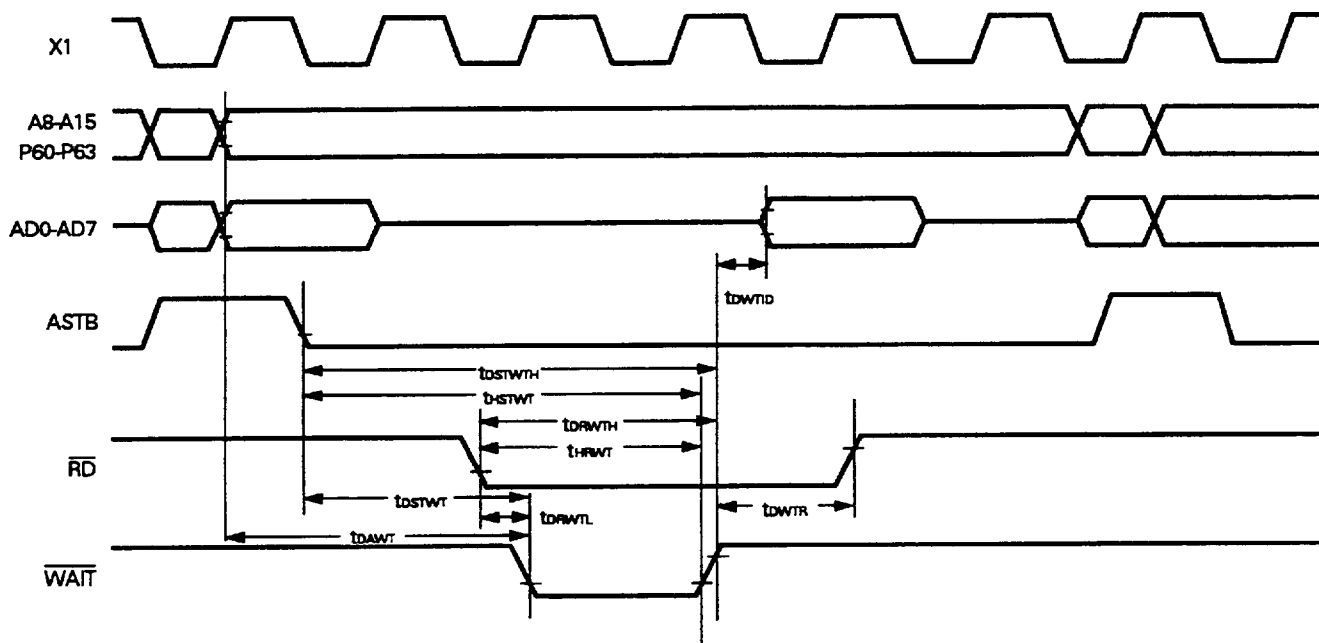 X1
A8-A15
P60-P63
AD0-AD7
tDWTID
ASTB
tDSTWTH
tHSTWT
tDRWTH
tHRWT
RD
tDSTWT
tDRWTL
tDWTR
tDAWT
WAIT